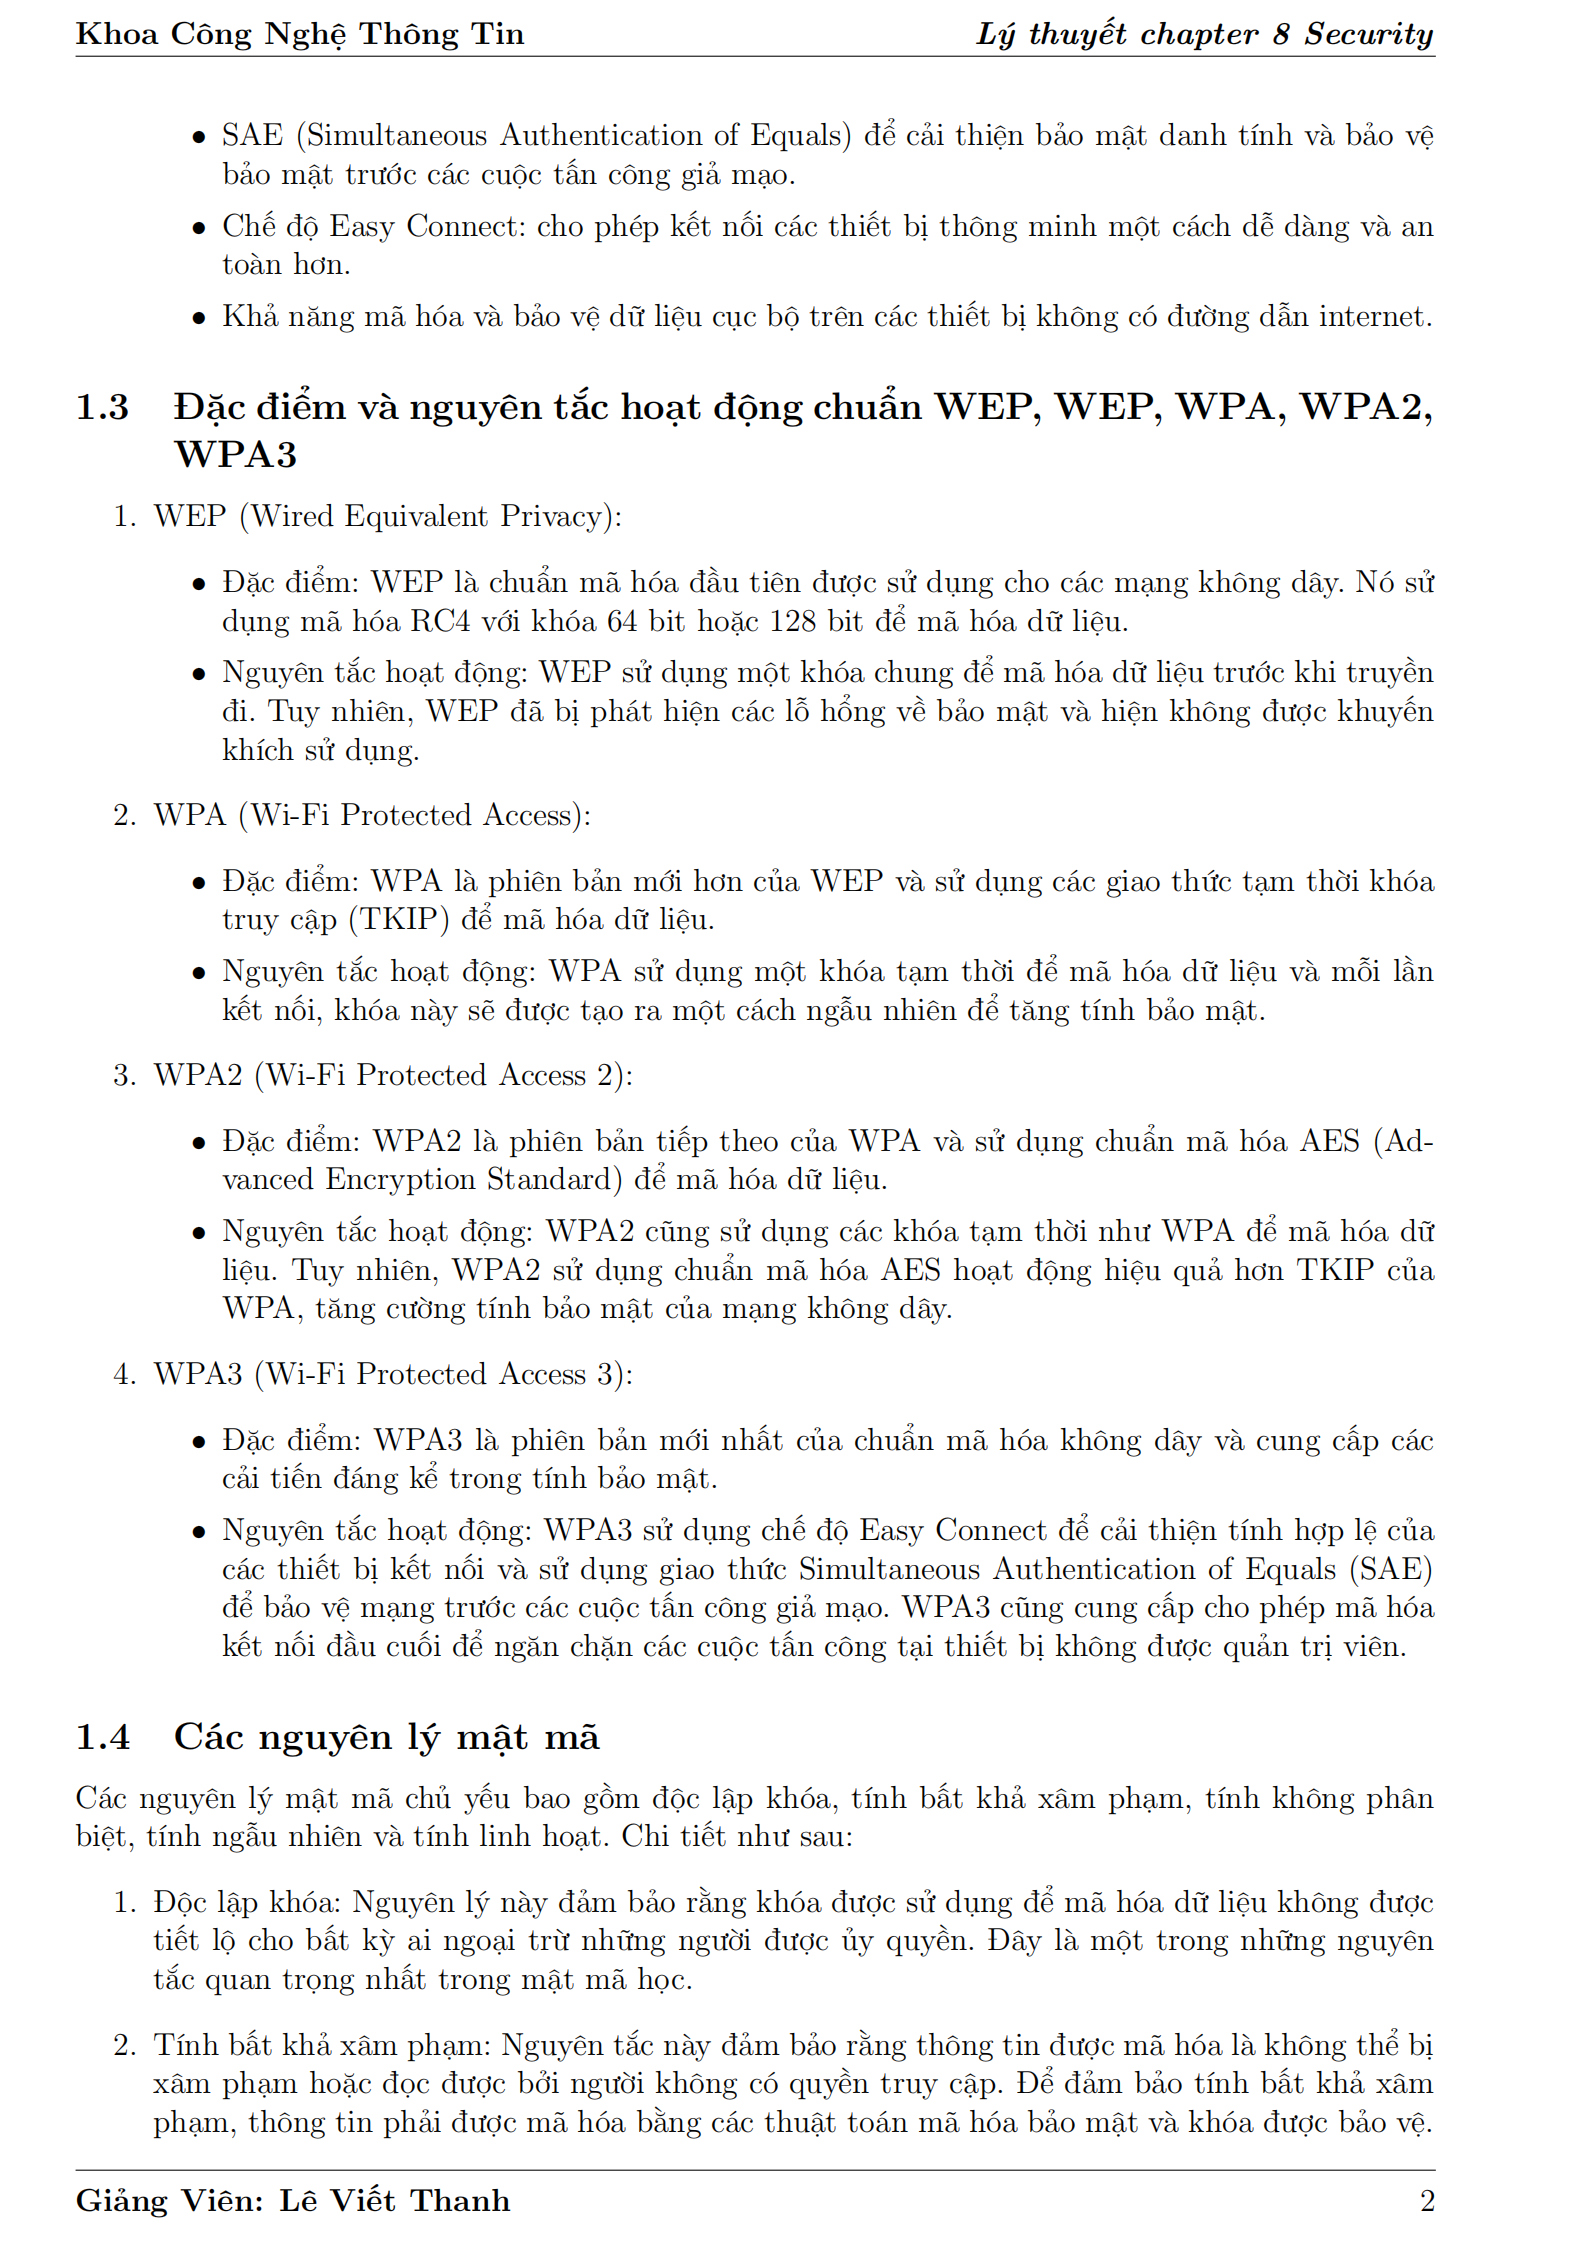 Khoa Công Nghệ Thông Tin Lý thuyết chapter 8 Security
• SAE (Simultaneous Authentication of Equals) để cải thiện bảo mật danh tính và bảo vệ
bảo mật trước các cuộc tấn công giả mạo.
• Chế độ Easy Connect: cho phép kết nối các thiết bị thông minh một cách dễ dàng và an
toàn hơn.
• Khả năng mã hóa và bảo vệ dữ liệu cục bộ trên các thiết bị không có đường dẫn internet.
1.3 Đặc điểm và nguyên tắc hoạt động chuẩn WEP, WEP, WPA, WPA2,
WPA3
1. WEP (Wired Equivalent Privacy):
• Đặc điểm: WEP là chuẩn mã hóa đầu tiên được sử dụng cho các mạng không dây. Nó sử
dụng mã hóa RC4 với khóa 64 bit hoặc 128 bit để mã hóa dữ liệu.
• Nguyên tắc hoạt động: WEP sử dụng một khóa chung để mã hóa dữ liệu trước khi truyền
đi. Tuy nhiên, WEP đã bị phát hiện các lỗ hổng về bảo mật và hiện không được khuyến
khích sử dụng.
2. WPA (Wi-Fi Protected Access):
• Đặc điểm: WPA là phiên bản mới hơn của WEP và sử dụng các giao thức tạm thời khóa
truy cập (TKIP) để mã hóa dữ liệu.
• Nguyên tắc hoạt động: WPA sử dụng một khóa tạm thời để mã hóa dữ liệu và mỗi lần
kết nối, khóa này sẽ được tạo ra một cách ngẫu nhiên để tăng tính bảo mật.
3. WPA2 (Wi-Fi Protected Access 2):
• Đặc điểm: WPA2 là phiên bản tiếp theo của WPA và sử dụng chuẩn mã hóa AES (Ad-
vanced Encryption Standard) để mã hóa dữ liệu.
• Nguyên tắc hoạt động: WPA2 cũng sử dụng các khóa tạm thời như WPA để mã hóa dữ
liệu. Tuy nhiên, WPA2 sử dụng chuẩn mã hóa AES hoạt động hiệu quả hơn TKIP của
WPA, tăng cường tính bảo mật của mạng không dây.
4. WPA3 (Wi-Fi Protected Access 3):
• Đặc điểm: WPA3 là phiên bản mới nhất của chuẩn mã hóa không dây và cung cấp các
cải tiến đáng kể trong tính bảo mật.
• Nguyên tắc hoạt động: WPA3 sử dụng chế độ Easy Connect để cải thiện tính hợp lệ của
các thiết bị kết nối và sử dụng giao thức Simultaneous Authentication of Equals (SAE)
để bảo vệ mạng trước các cuộc tấn công giả mạo. WPA3 cũng cung cấp cho phép mã hóa
kết nối đầu cuối để ngăn chặn các cuộc tấn công tại thiết bị không được quản trị viên.
1.4 Các nguyên lý mật mã
Các nguyên lý mật mã chủ yếu bao gồm độc lập khóa, tính bất khả xâm phạm, tính không phân
biệt, tính ngẫu nhiên và tính linh hoạt. Chi tiết như sau:
1. Độc lập khóa: Nguyên lý này đảm bảo rằng khóa được sử dụng để mã hóa dữ liệu không được
tiết lộ cho bất kỳ ai ngoại trừ những người được ủy quyền. Đây là một trong những nguyên
tắc quan trọng nhất trong mật mã học.
2. Tính bất khả xâm phạm: Nguyên tắc này đảm bảo rằng thông tin được mã hóa là không thể bị
xâm phạm hoặc đọc được bởi người không có quyền truy cập. Để đảm bảo tính bất khả xâm
phạm, thông tin phải được mã hóa bằng các thuật toán mã hóa bảo mật và khóa được bảo vệ.
Giảng Viên: Lê Viết Thanh 2